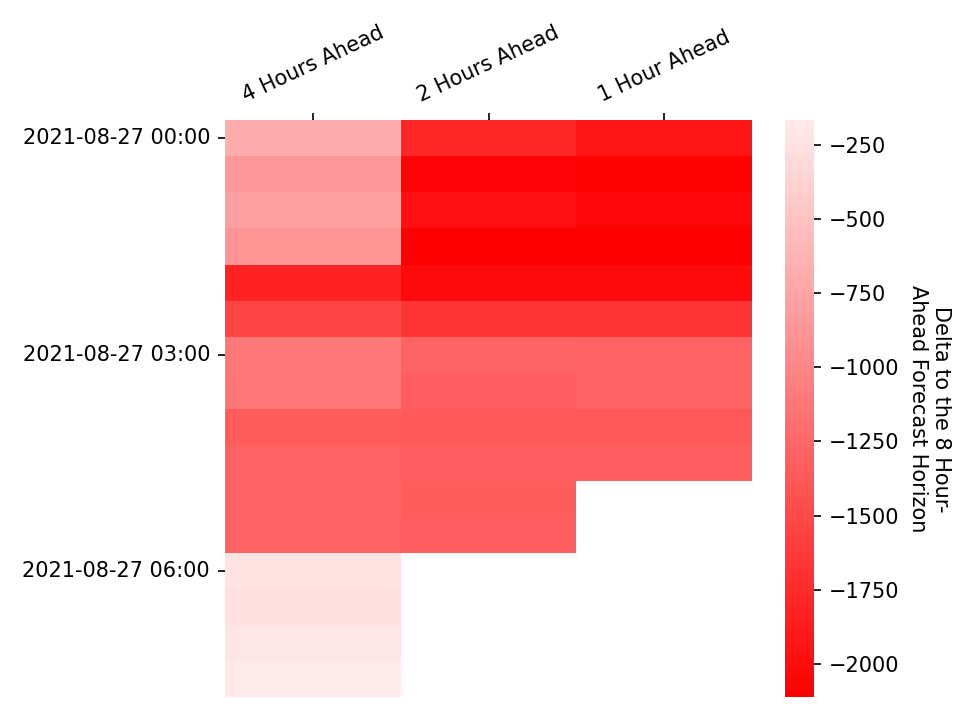 4 Hours Ahead
2 Hours Ahead
1 Hour Ahead
2021-08-27 00:00
2021-08-27 03:00
2021-08-27 06:00
−250
−500
−750
−1000
−1250
−1500
−1750
−2000
Delta to the 8 Hour-
Ahead Forecast Horizon